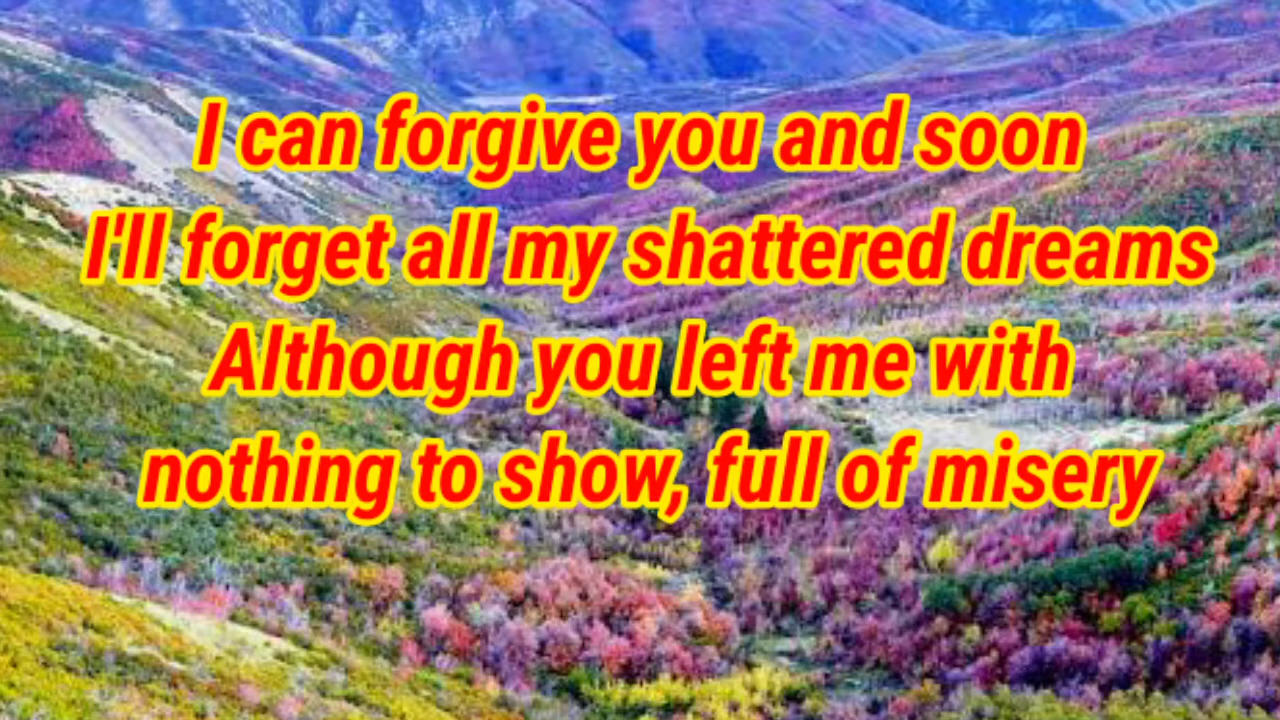 I can forgive you and soon
I'll forget all my shattered dreams
Although you left me with
nothing to show, full of misery